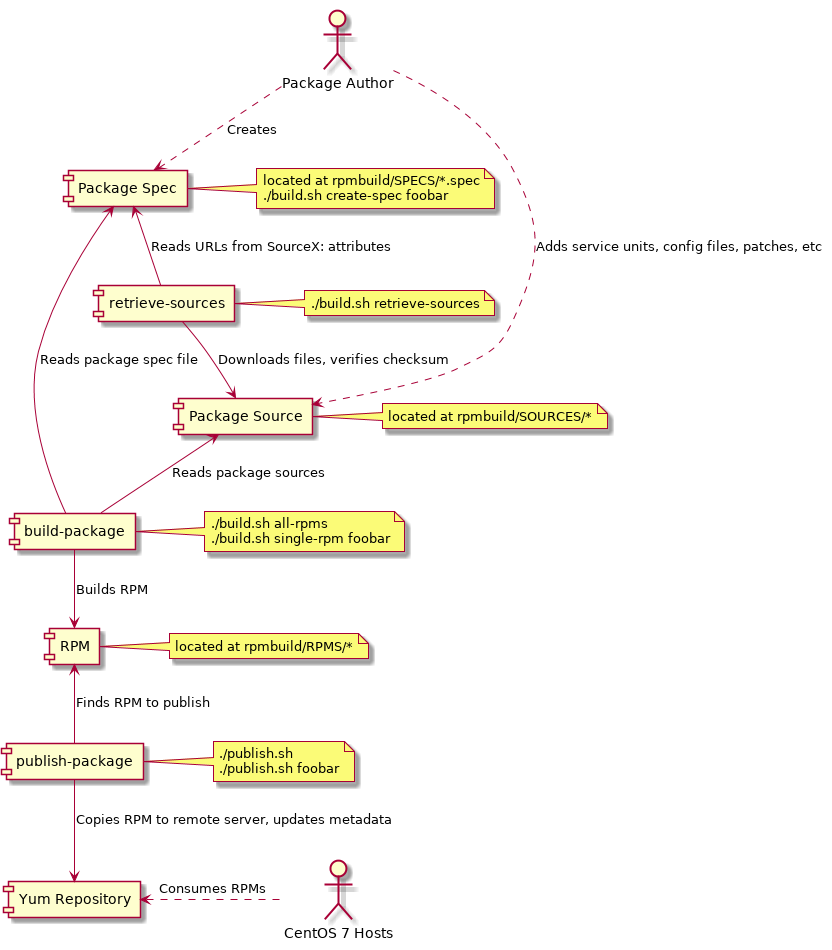 Package Author
Creates
Package Spec
located at rpmbuild/SPECS/*.spec
./build.sh create-spec foobar
Reads URLs from SourceX: attributes
Adds service units, config files, patches, etc
retrieve-sources
./build.sh retrieve-sources
Reads package spec file
Downloads files, verifies checksum
Package Source
located at rpmbuild/SOURCES/*
Reads package sources
build-package
./build.sh all-rpms
./build.sh single-rpm foobar
Builds RPM
RPM
located at rpmbuild/RPMS/*
Finds RPM to publish
publish-package
./publish.sh
./publish.sh foobar
Copies RPM to remote server, updates metadata
Yum Repository
Consumes RPMs
CentOS 7 Hosts